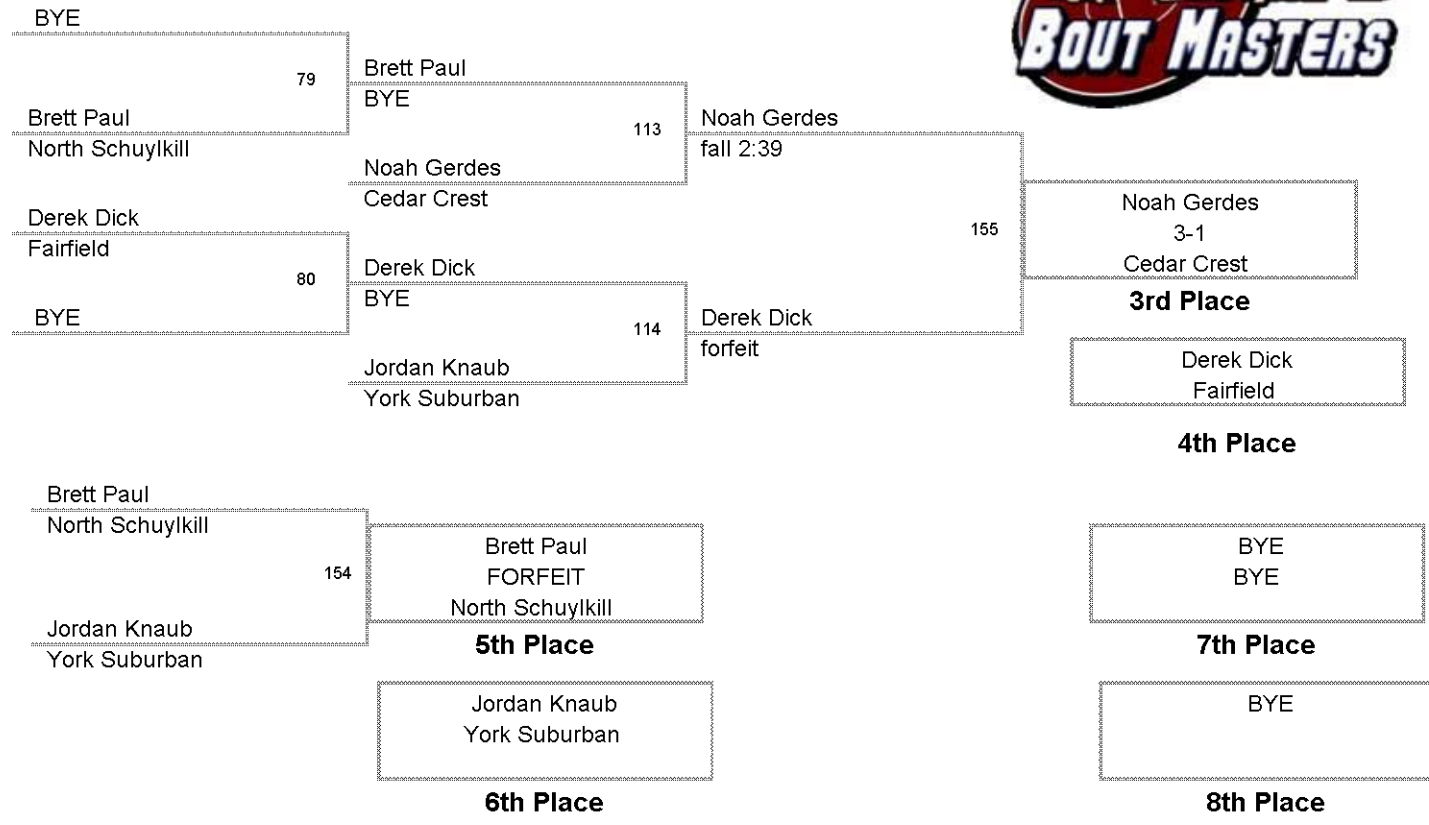 BOUT MASTERS
BYE
79
Brett Paul
North Schuylkill
Brett Paul
BYE
113
Noah Gerdes
Cedar Crest
Noah Gerdes
fall 2:39
Derek Dick
Fairfield
80
BYE
Derek Dick
BYE
114
Jordan Knaub
York Suburban
Derek Dick
forfeit
155
Noah Gerdes
3-1
Cedar Crest
3rd Place
Derek Dick
Fairfield
4th Place
Brett Paul
North Schuylkill
154
Jordan Knaub
York Suburban
Brett Paul
FORFEIT
North Schuylkill
5th Place
Jordan Knaub
York Suburban
6th Place
BYE
BYE
7th Place
BYE
8th Place